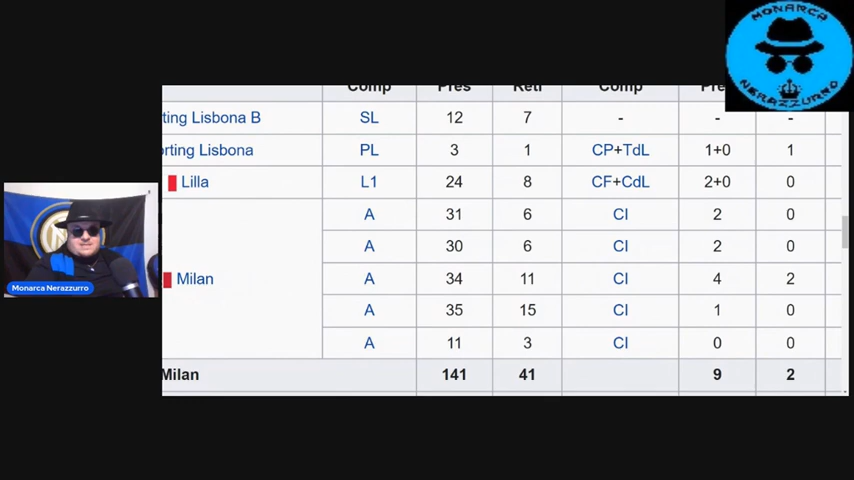 MONARCA
NERAZZURRO
Comp Pres Reti Comp
ting Lisbona B SL 12 7 - - -
orting Lisbona PL 3 1 CP+TdL 1+0 1
Lilla L1 24 8 CF+CdL 2+0 0
A 31 6 CI 2 0
A 30 6 CI 2 0
Milan A 34 11 CI 4 2
A 35 15 CI 1 0
A 11 3 CI 0 0
Milan 141 41 9 2
Monarca Nerazzurro